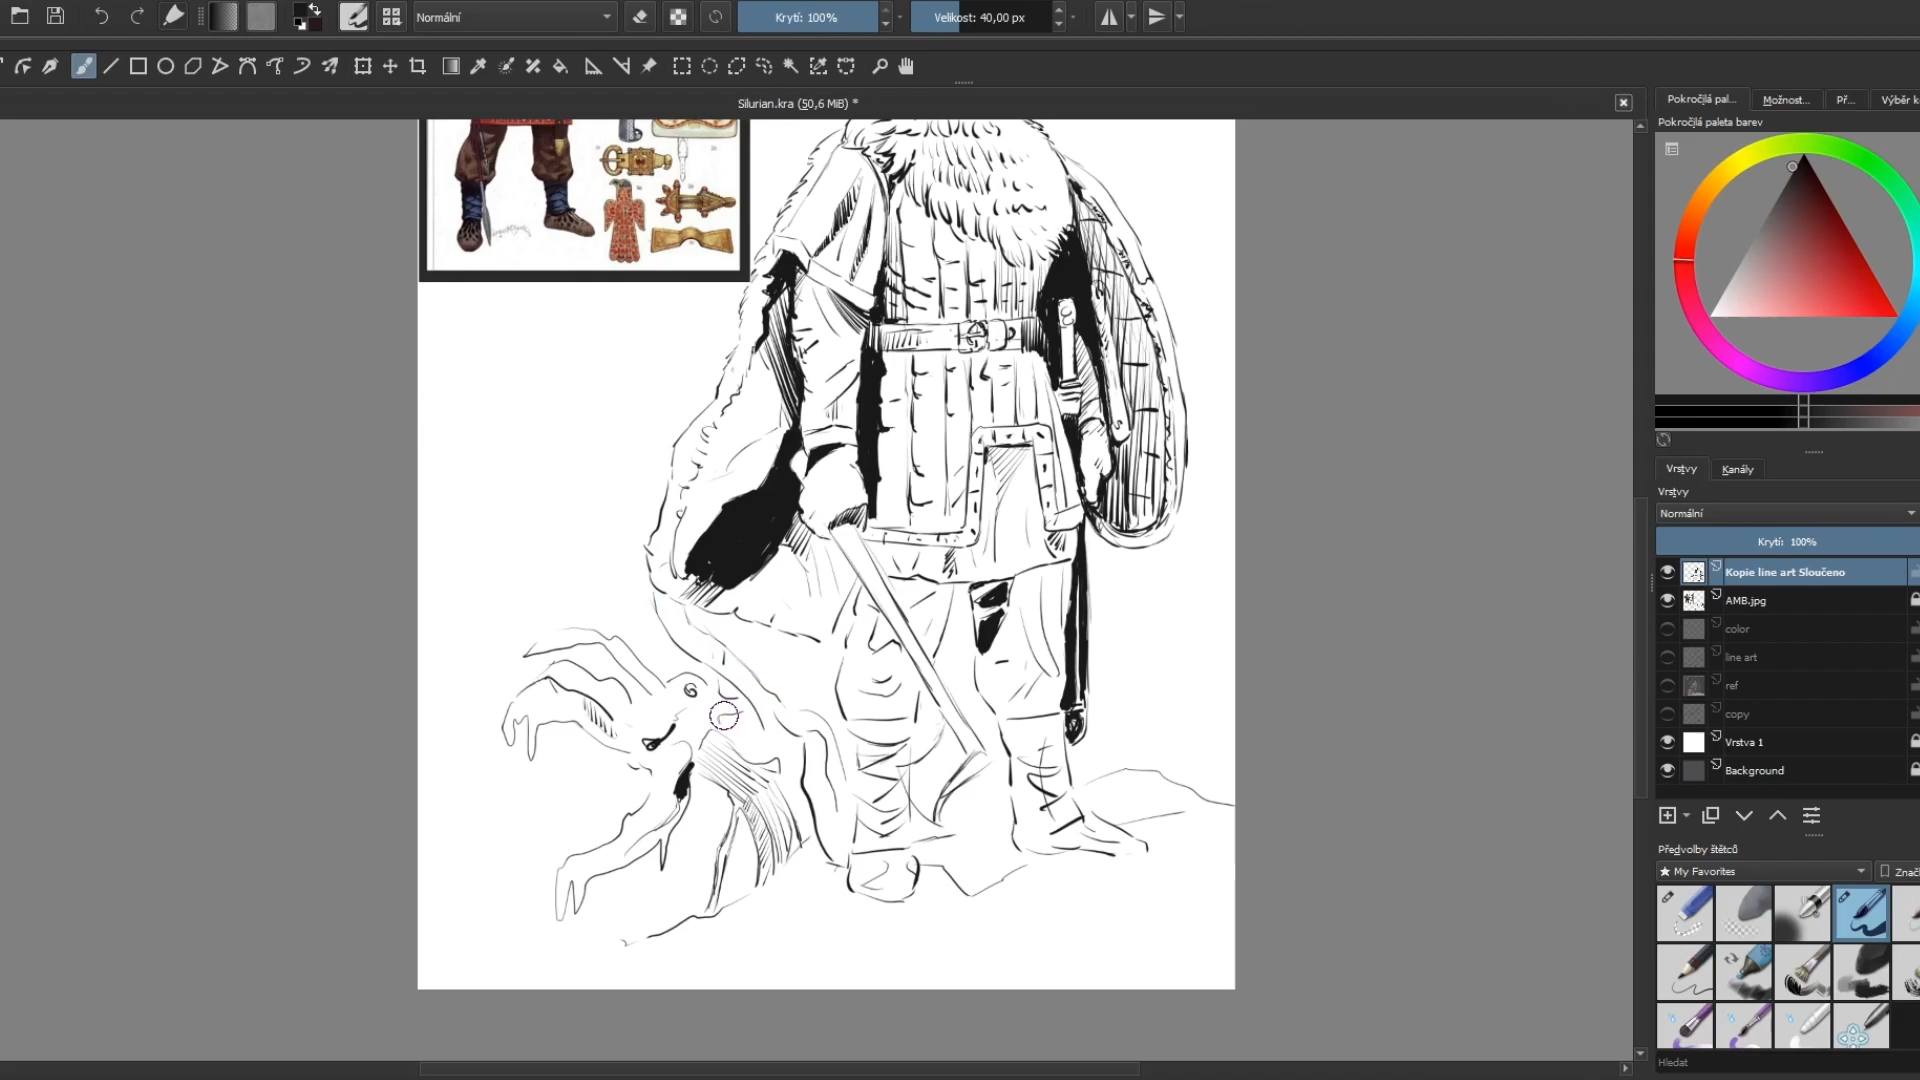 Normální
Krytí: 100%
Velikost: 40,00 px
Silurian.kra (50,6 MiB) *
Pokročilá pal...
Možnost...
Př...
Výběr k
Pokročilá paleta barev
Vrstvy
Kanály
Vrstvy
Normální
Krytí: 100%
Kopie line art Sloučeno
AMB.jpg
color
line art
ref
copy
Vrstva 1
Background
Předvolby štětců
★ My Favorites
Znač
Hledat